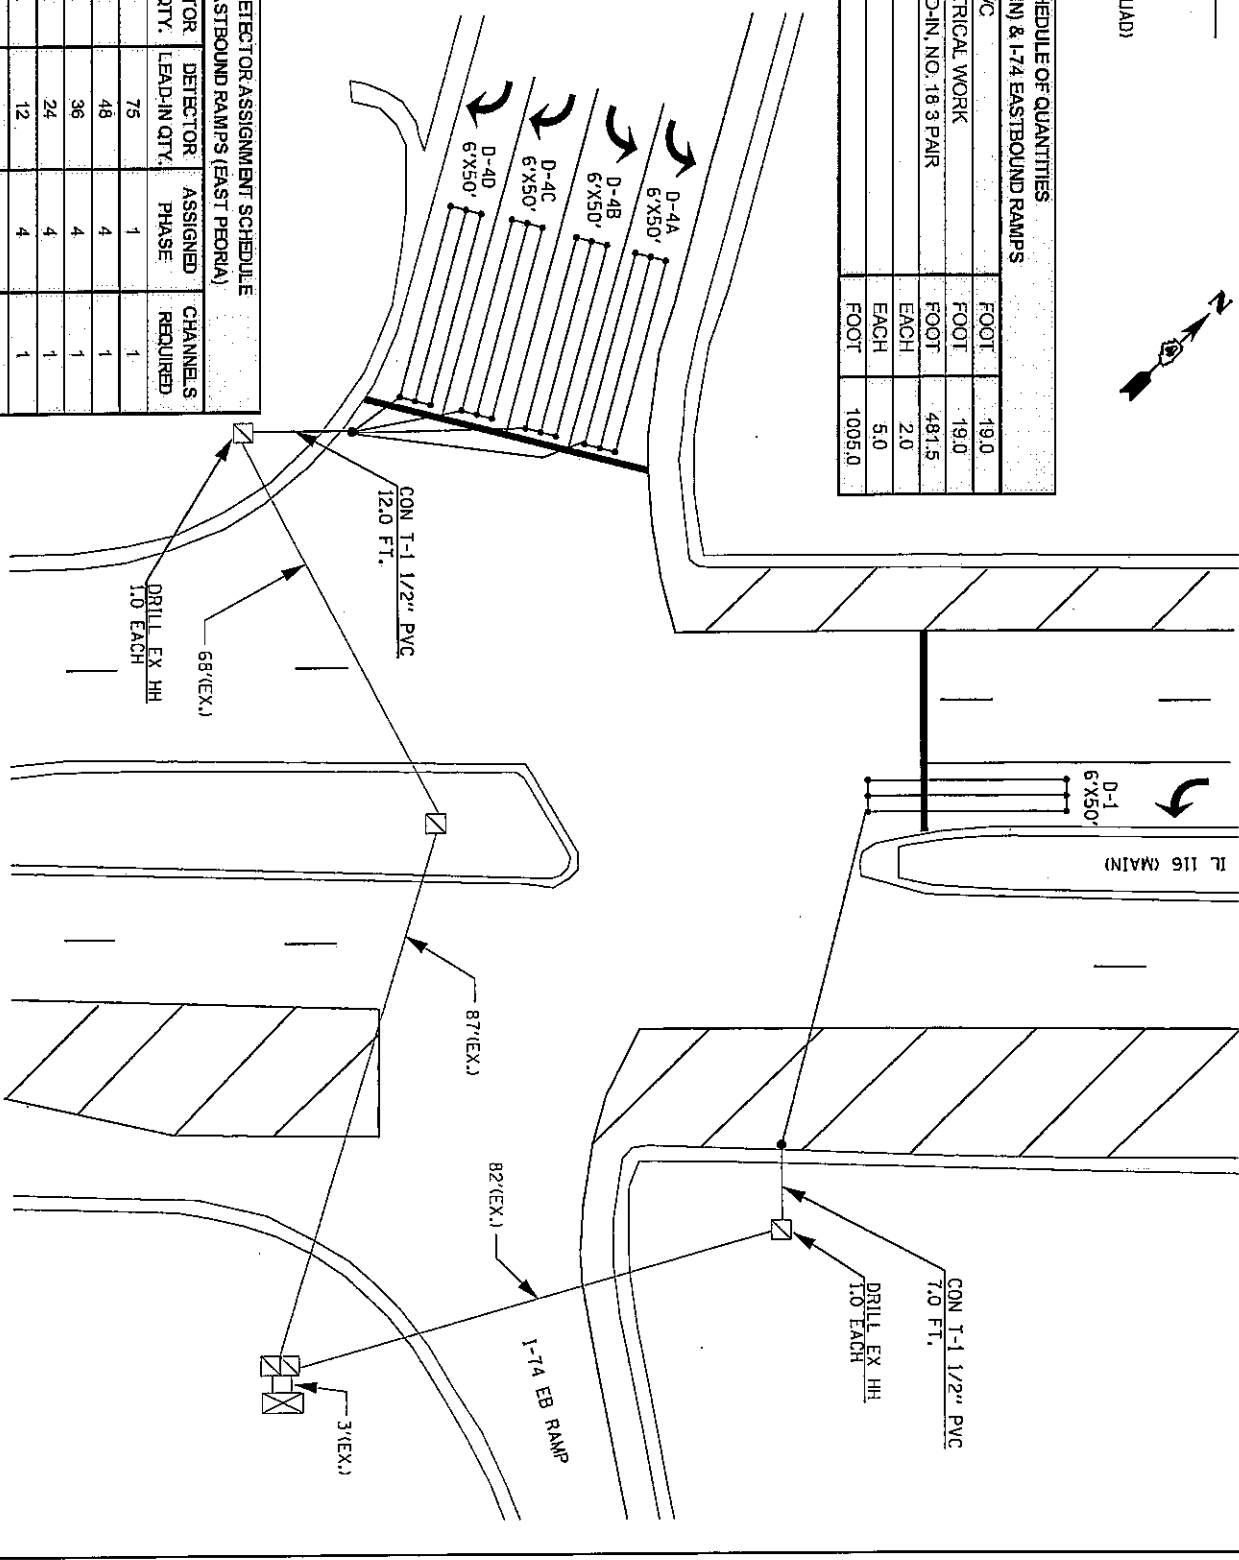 UAD)
HEDULE OF QUANTITIES
N) & I-74 EASTBOUND RAMPS
VC FOOT 19.0
TRICAL WORK FOOT 19.0
D-IN, NO. 18 3 PAIR FOOT 481.5
EACH 2.0
EACH 5.0
FOOT 1005.0
N
D-4A
6'X50'
D-4B
6'X50'
D-4C
6'X50'
D-4D
6'X50'
D-1
6'X50'
IL 116 (MAIN)
CON T-1 1/2" PVC
12.0 FT.
DRILL EX HH
1.0 EACH
68'(EX.)
87'(EX.)
82'(EX.)
CON T-1 1/2" PVC
7.0 FT.
DRILL EX HH
1.0 EACH
I-74 EB RAMP
3'(EX.)
ETECTOR ASSIGNMENT SCHEDULE
ASTBOUND RAMPS (EAST PEORIA)
TOR DETECTOR ASSIGNED CHANNELS
QTY. LEAD-IN QTY. PHASE REQUIRED
75 1 1
48 4 1
36 4 1
24 4 1
12 4 1